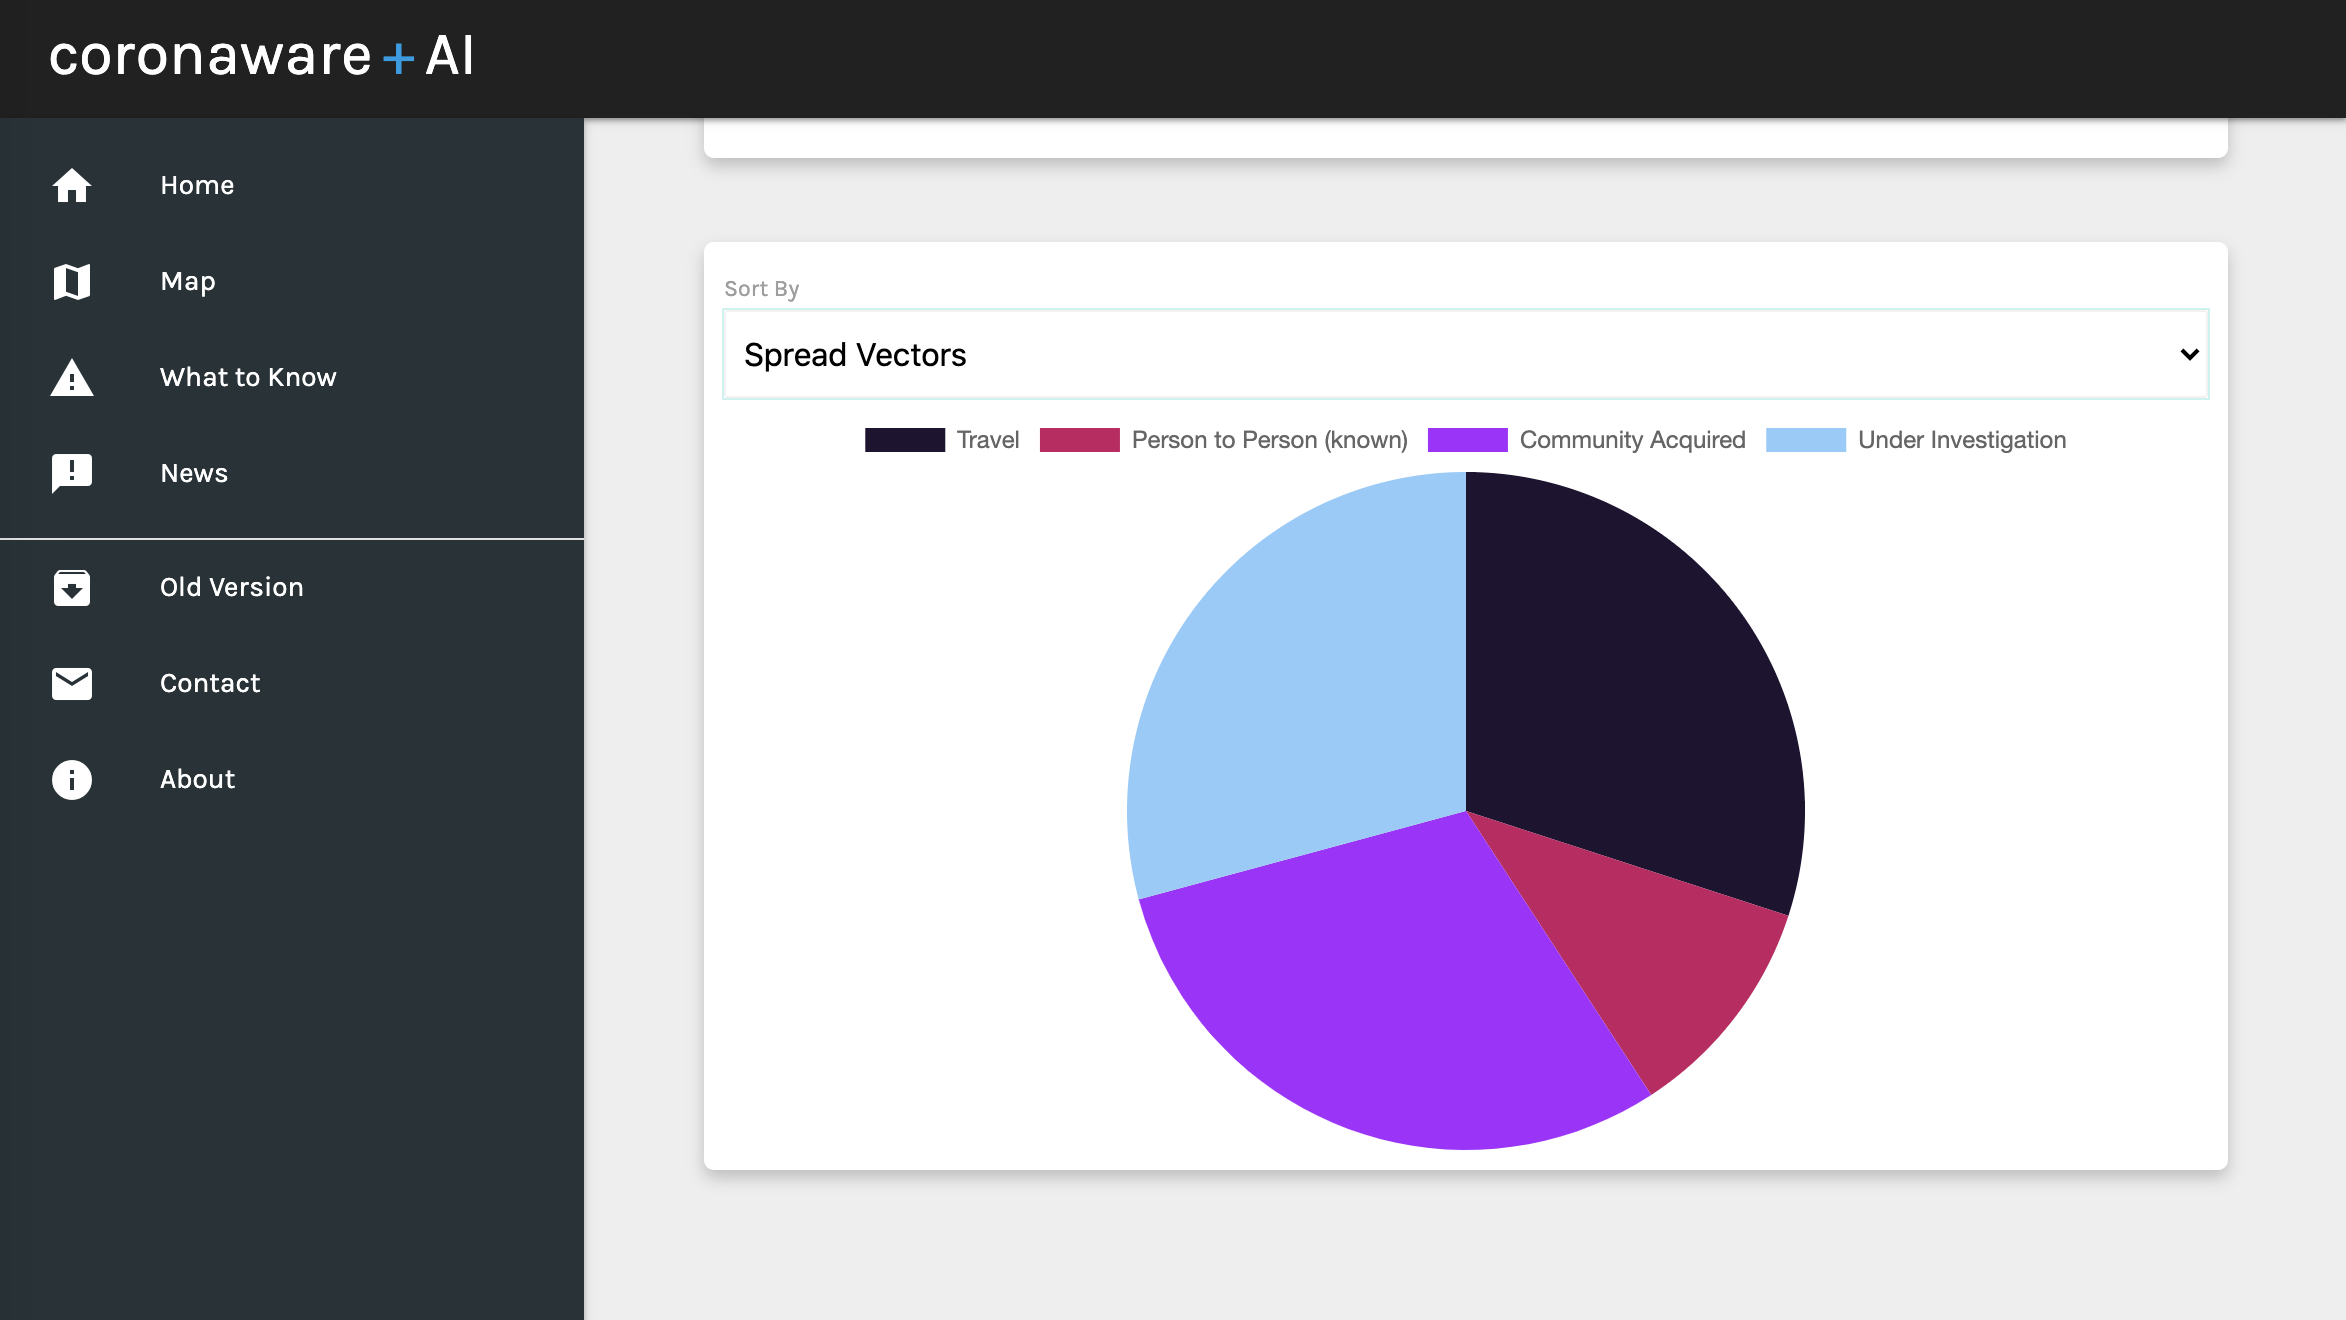 coronaware+AI
Home
Map
What to Know
News
Old Version
Contact
About
Sort By
Spread Vectors
Travel Person to Person (known) Community Acquired Under Investigation